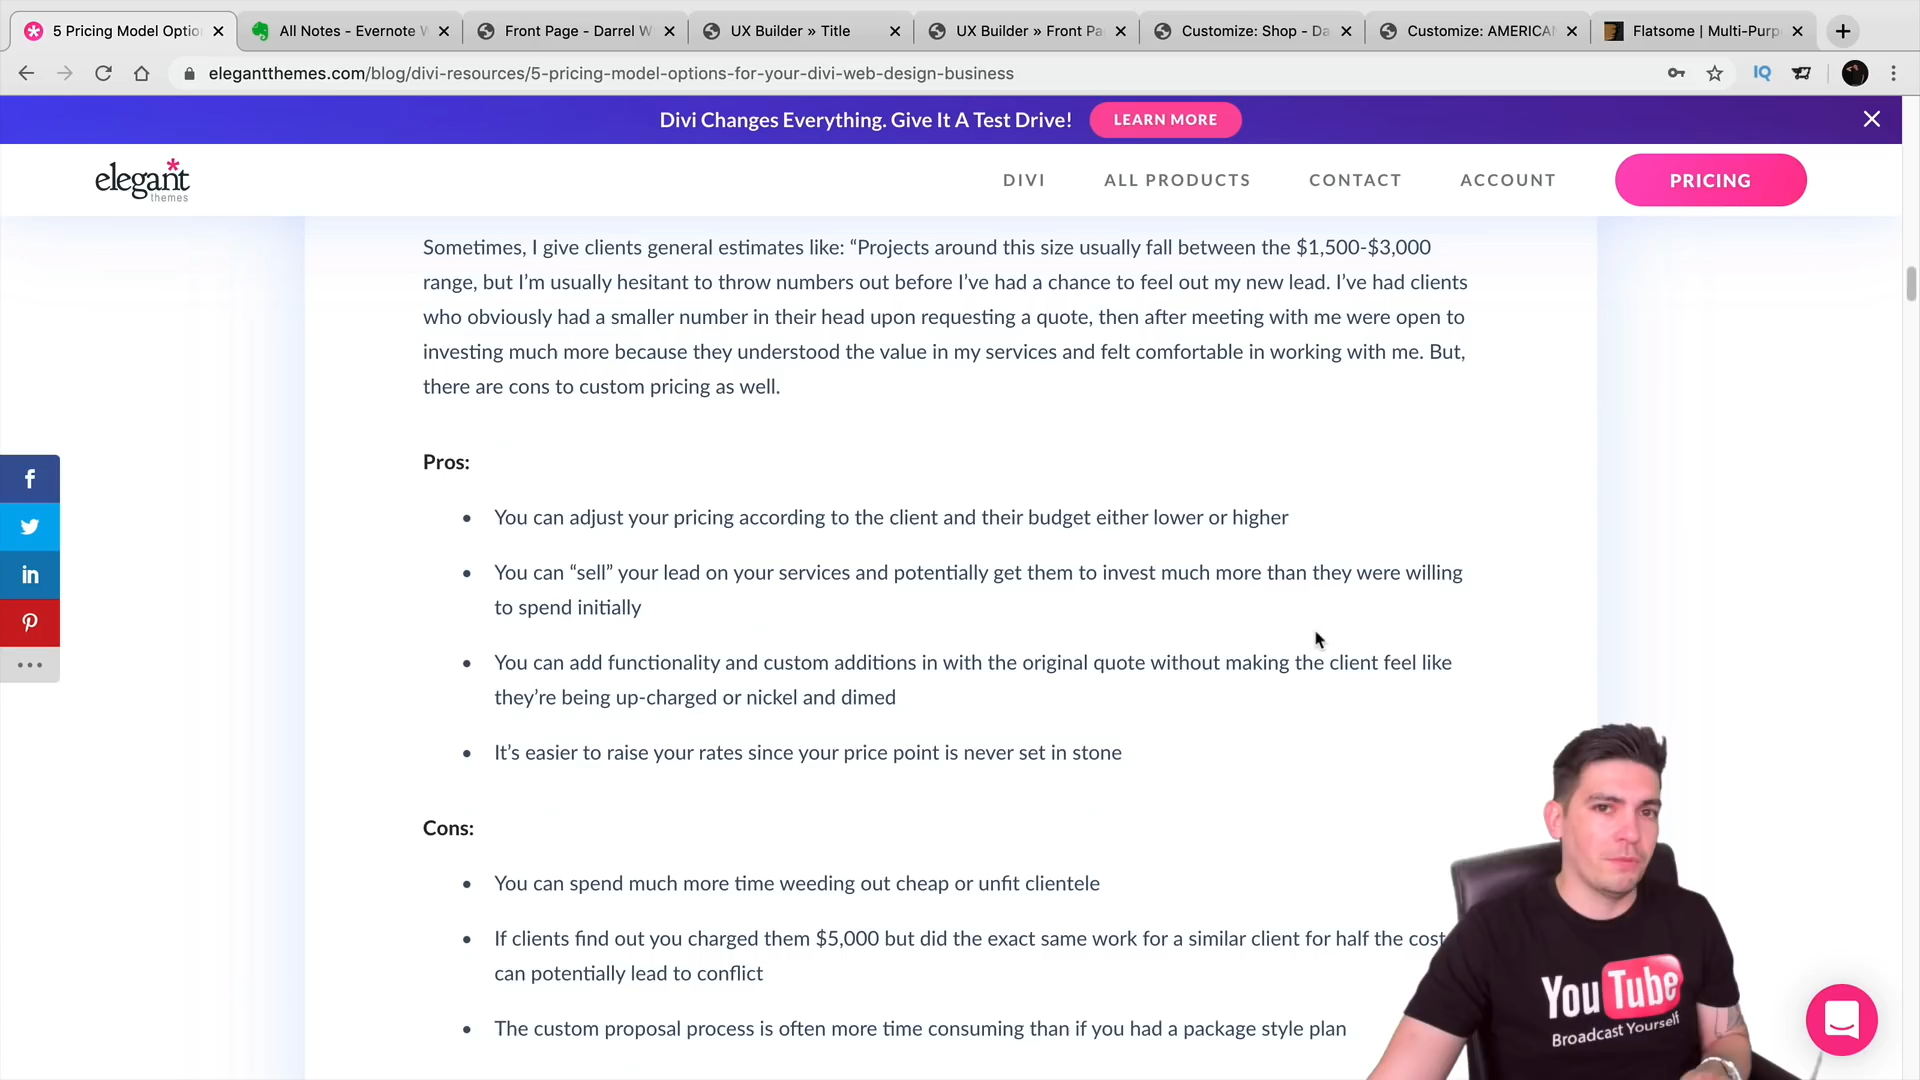 5 Pricing Model Optio
All Notes - Evernote W
Front Page - Darrel W
UX Builder » Title
UX Builder » Front Pa
Customize: Shop - Da
Customize: AMERICAN
Flatsome | Multi-Purp
elegantthemes.com/blog/divi-resources/5-pricing-model-options-for-your-divi-web-design-business
IQ
Divi Changes Everything. Give It A Test Drive!
LEARN MORE
elegant
themes
DIVI
ALL PRODUCTS
CONTACT
ACCOUNT
PRICING
Sometimes, I give clients general estimates like: “Projects around this size usually fall between the $1,500-$3,000
range, but I’m usually hesitant to throw numbers out before I’ve had a chance to feel out my new lead. I’ve had clients
who obviously had a smaller number in their head upon requesting a quote, then after meeting with me were open to
investing much more because they understood the value in my services and felt comfortable in working with me. But,
there are cons to custom pricing as well.
Pros:
You can adjust your pricing according to the client and their budget either lower or higher
You can “sell” your lead on your services and potentially get them to invest much more than they were willing
to spend initially
You can add functionality and custom additions in with the original quote without making the client feel like
they’re being up-charged or nickel and dimed
It’s easier to raise your rates since your price point is never set in stone
Cons:
You can spend much more time weeding out cheap or unfit clientele
If clients find out you charged them $5,000 but did the exact same work for a similar client for half the cost
can potentially lead to conflict
The custom proposal process is often more time consuming than if you had a package style plan
YouTube
Broadcast Yourself